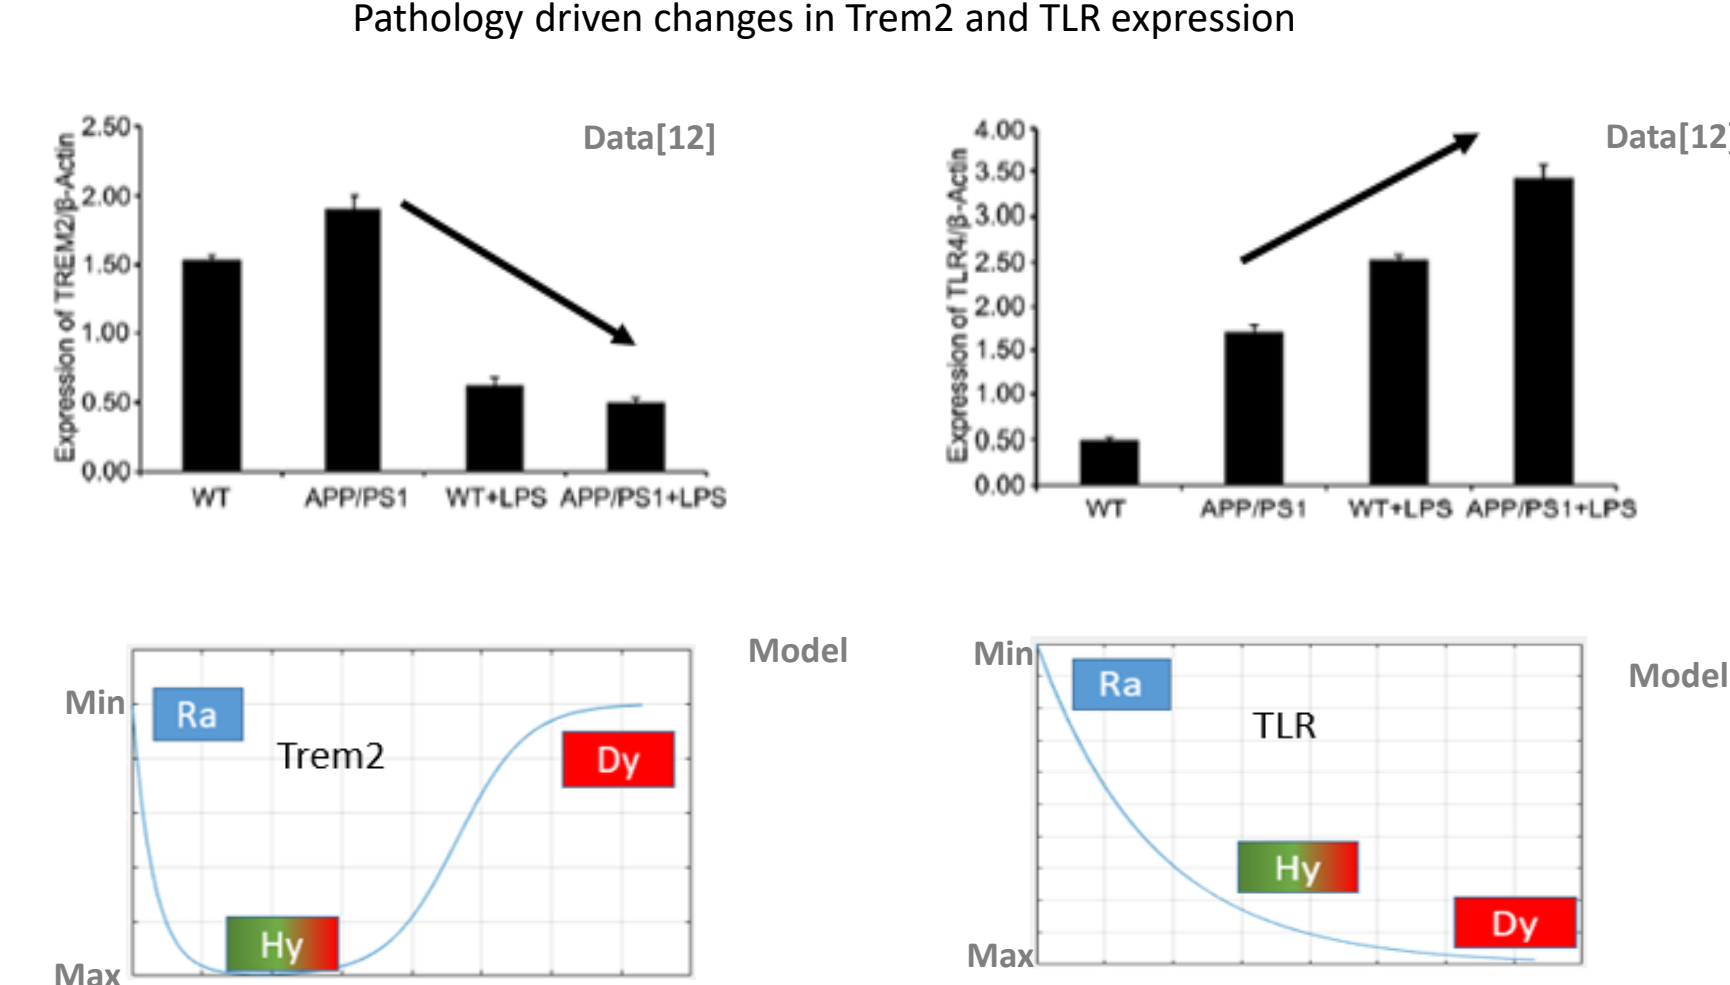 Pathology driven changes in Trem2 and TLR expression
Data[12]
Expression of TREM2/β-Actin
2.50
2.00
1.50
1.00
0.50
0.00
WT APP/PS1 WT+LPS APP/PS1+LPS
Data[12]
Expression of TLR4/β-Actin
4.00
3.50
3.00
2.50
2.00
1.50
1.00
0.50
0.00
WT APP/PS1 WT+LPS APP/PS1+LPS
Model
Min
Ra
Trem2
Dy
Hy
Max
Model
Min
Ra
TLR
Hy
Dy
Max